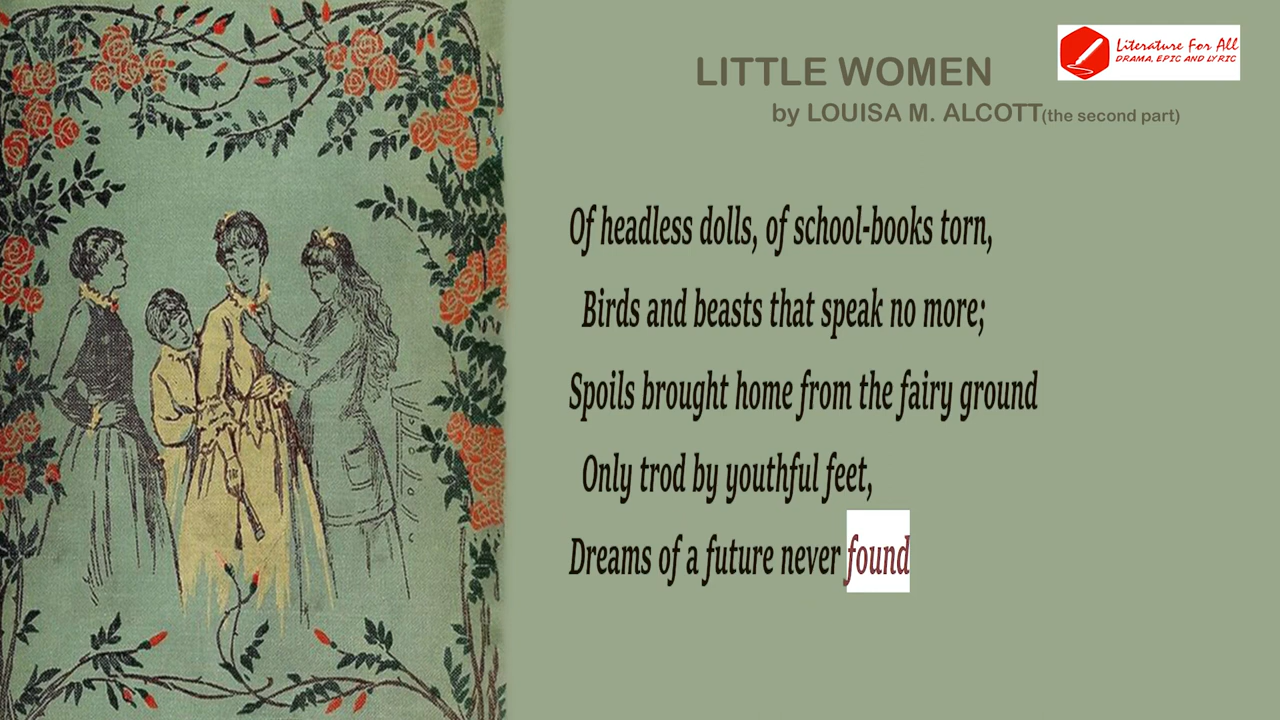 LITTLE WOMEN
by LOUISA M. ALCOTT(the second part)
Literature For All
DRAMA, EPIC AND LYRIC
Of headless dolls, of school-books torn,
Birds and beasts that speak no more;
Spoils brought home from the fairy ground
Only trod by youthful feet,
Dreams of a future never found